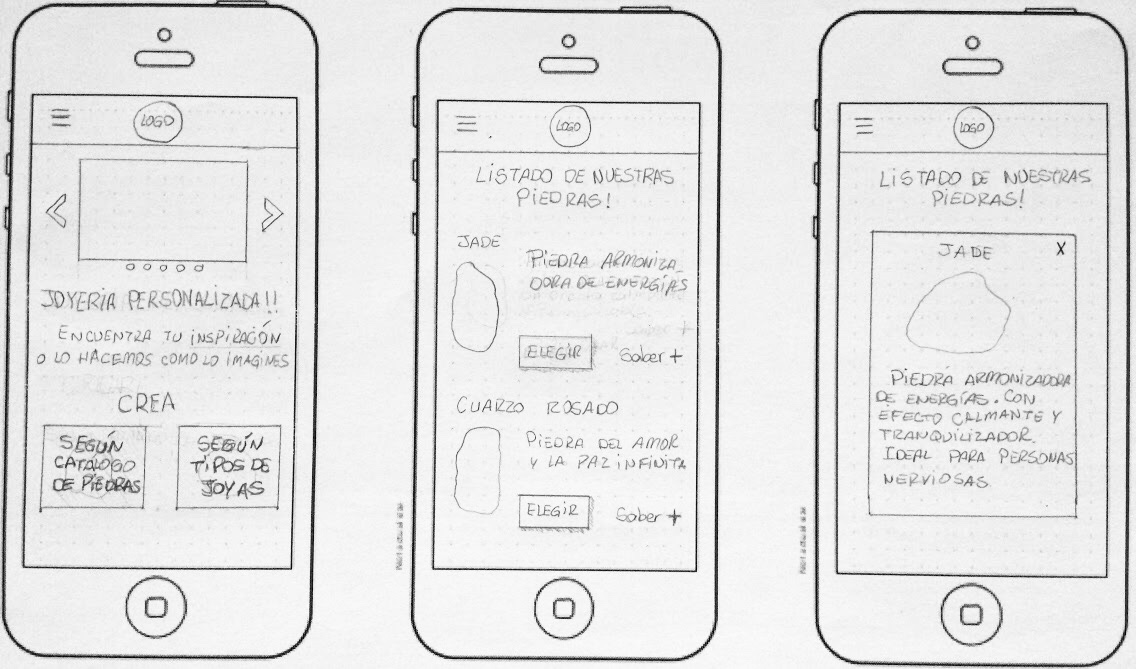 LOGO
JOYERIA PERSONALIZADA!!
ENCUENTRA TU INSPIRACIÓN
O LO HACEMOS COMO LO IMAGINES
CREA
SEGÚN
CATALOGO
DE PIEDRAS
SEGÚN
TIPOS DE
JOYAS
LOGO
LISTADO DE NUESTRAS
PIEDRAS!
JADE
PIEDRA ARMONIZA_
DORA DE ENERGÍAS
ELEGIR
Saber +
CUARZO ROSADO
PIEDRA DEL AMOR
Y LA PAZ INFINITA
ELEGIR
Saber +
LOGO
LISTADO DE NUESTRAS
PIEDRAS!
JADE
X
PIEDRA ARMONIZADORA
DE ENERGÍAS. CON
EFECTO CALMANTE Y
TRANQUILIZADOR.
IDEAL PARA PERSONAS
NERVIOSAS